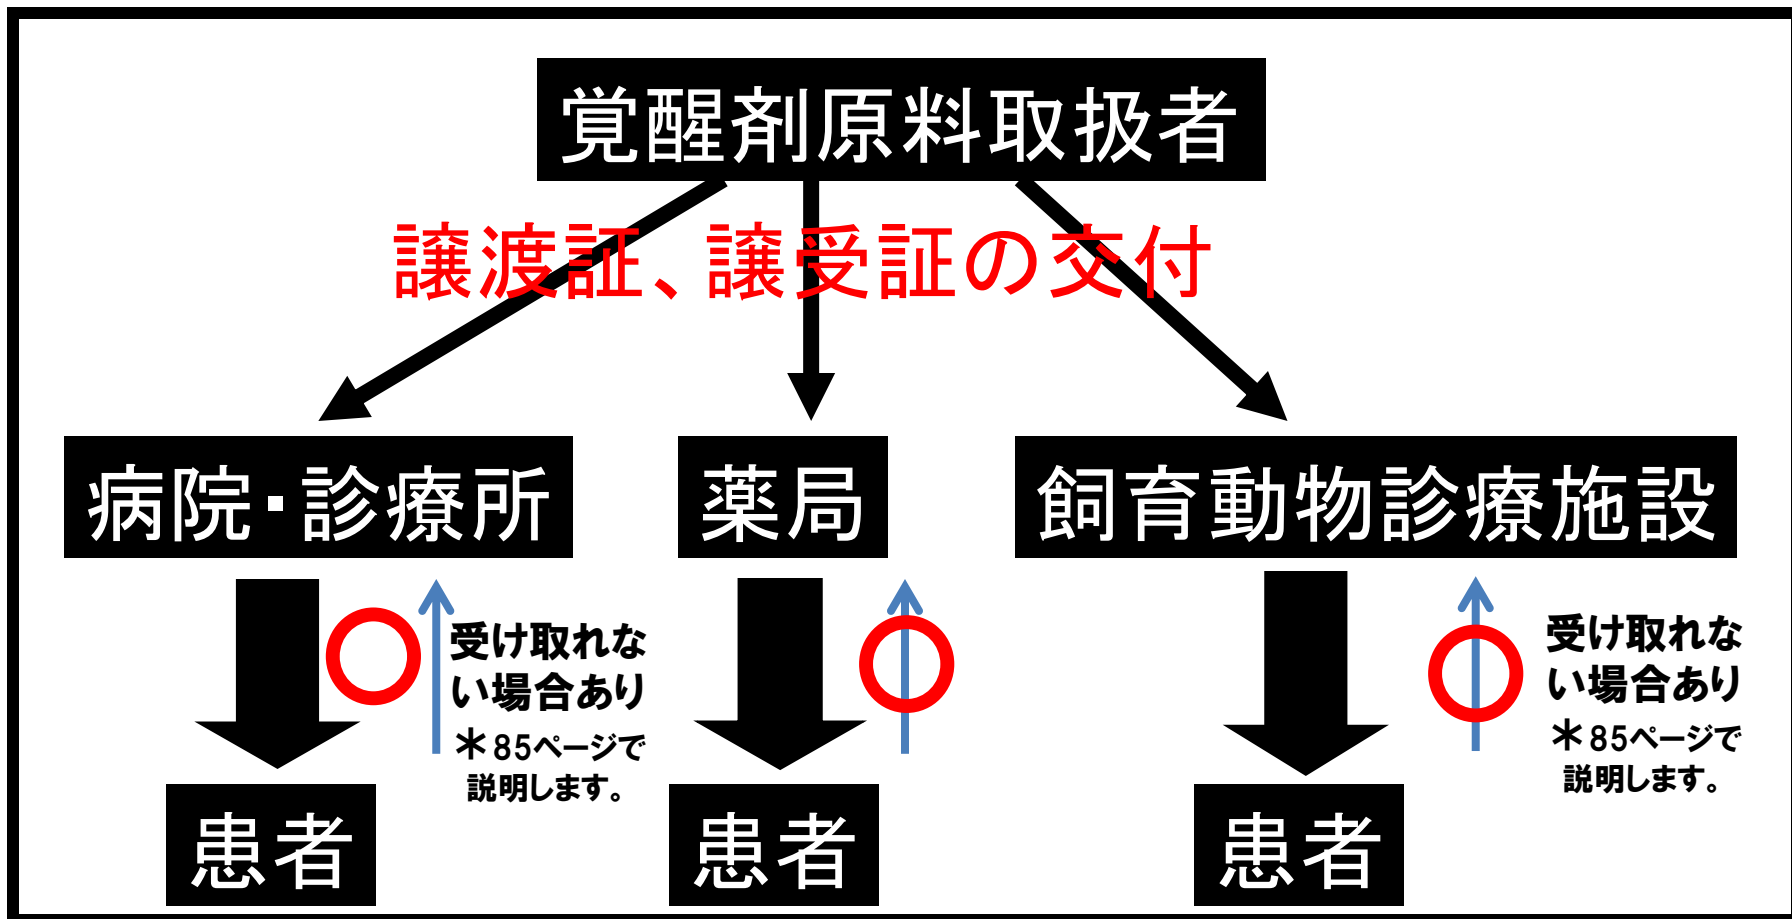 覚醒剤原料取扱者
譲渡証、譲受証の交付
病院・診療所
薬局
飼育動物診療施設
受け取れな
い場合あり
＊85ページで
説明します。
受け取れな
い場合あり
＊85ページで
説明します。
患者
患者
患者